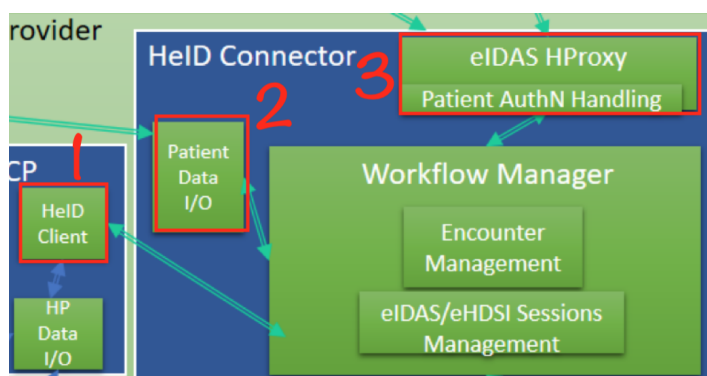 rovider
HeID Connector
eIDAS HProxy
3
Patient AuthN Handling
2
1
Patient
Data
I/O
CP
HeID
Client
Workflow Manager
Encounter
Management
eIDAS/eHDSI Sessions
Management
HP
Data
I/O